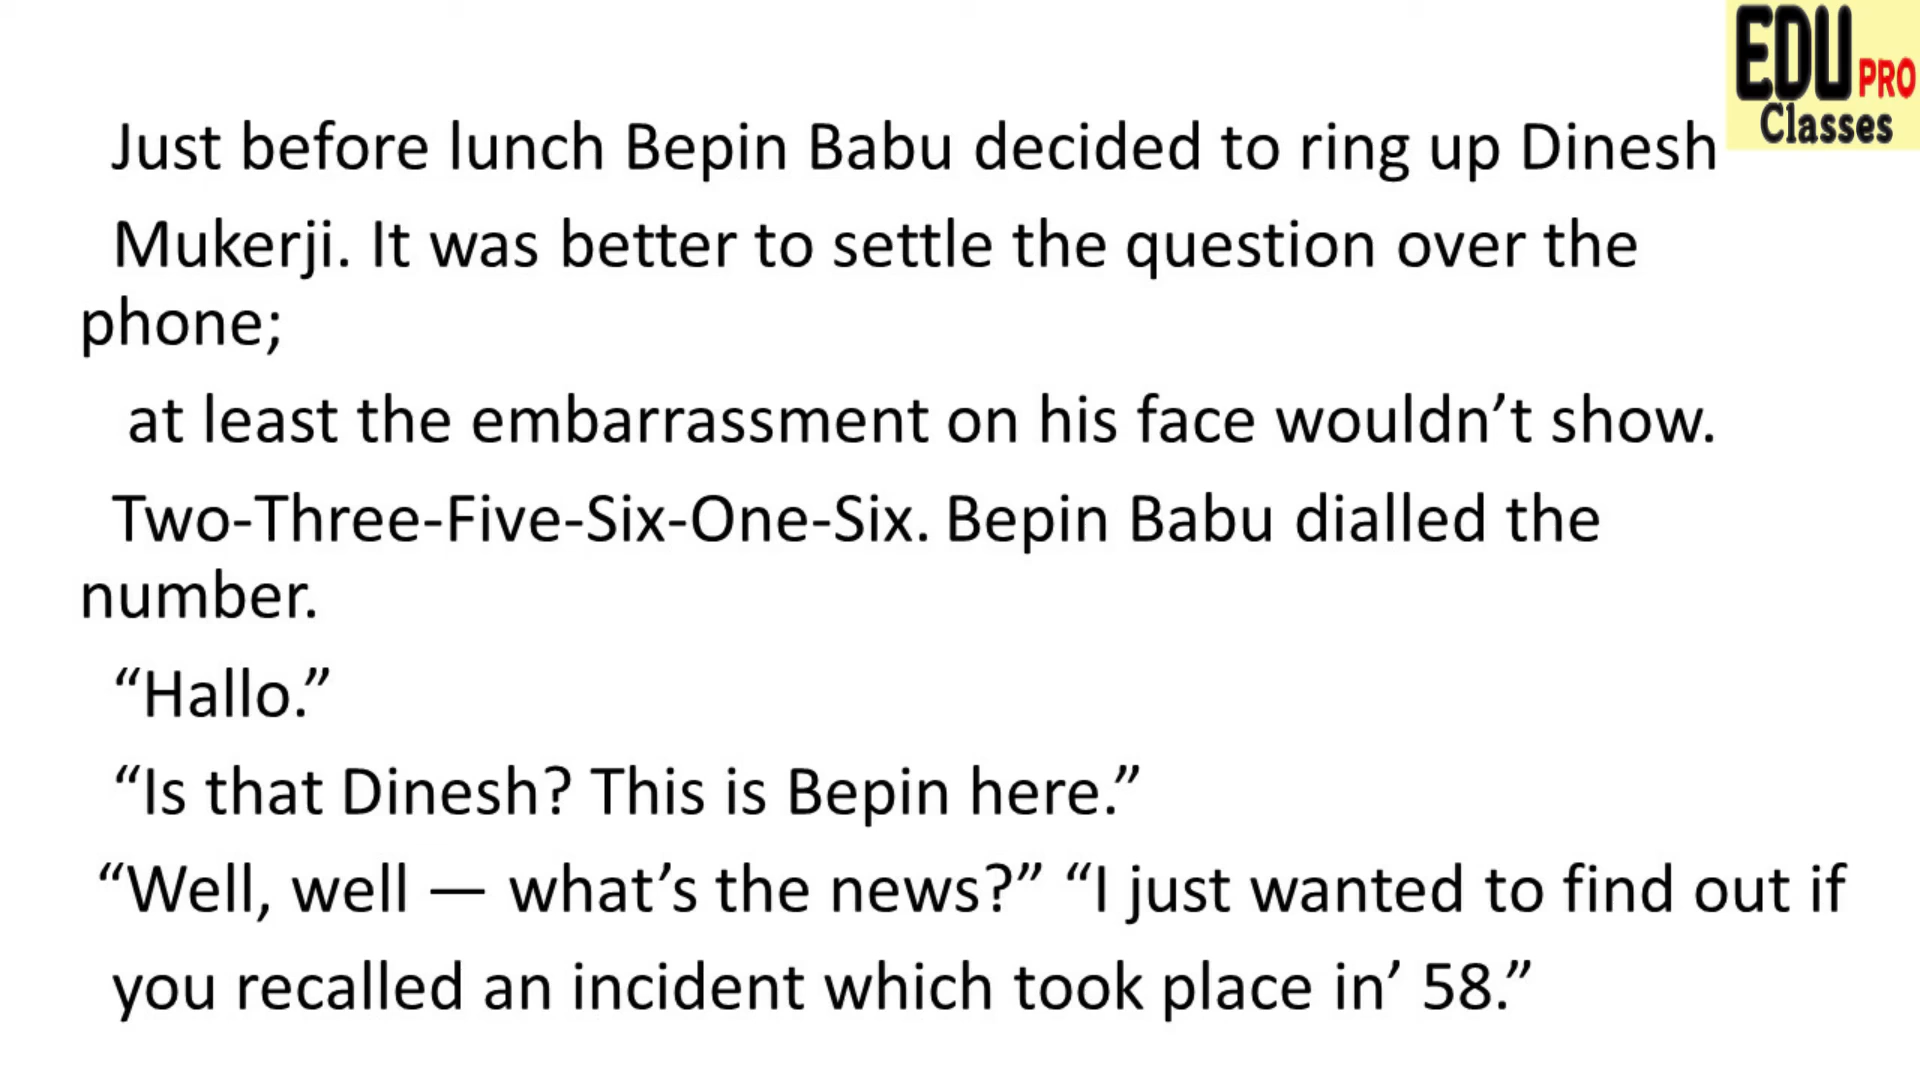 EDU PRO
Classes
Just before lunch Bepin Babu decided to ring up Dinesh
Mukerji. It was better to settle the question over the
phone;
at least the embarrassment on his face wouldn’t show.
Two-Three-Five-Six-One-Six. Bepin Babu dialled the
number.
“Hallo.”
“Is that Dinesh? This is Bepin here.”
“Well, well — what’s the news?” “I just wanted to find out if
you recalled an incident which took place in’ 58.”